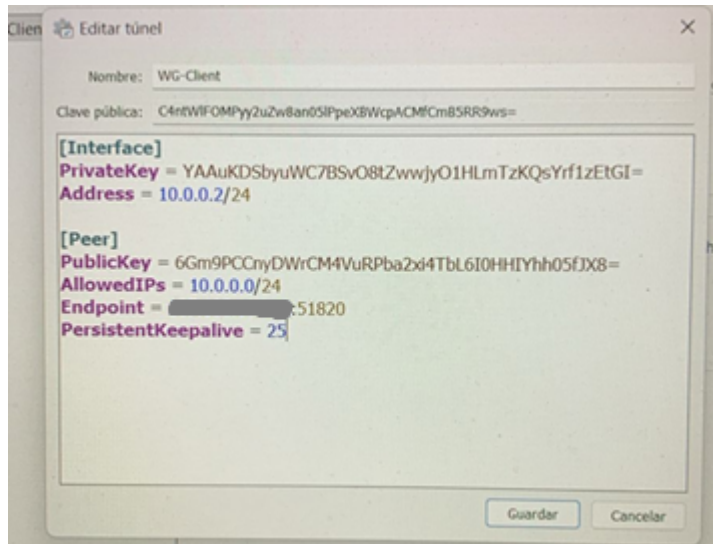 Clien
Editar túnel
Nombre: WG-Client
Clave pública:
[Interface]
PrivateKey = YAAuKDSbyuWC7BSvO8tZwwJyO1HLmTzKQsYrf1zEtGI=
Address = 10.0.0.2/24
[Peer]
PublicKey = 6Gm9PCCnyDWrCM4VuRPba2xi4TbL6I0HHIYhh05fJX8=
AllowedIPs = 10.0.0.0/24
Endpoint = :51820
PersistentKeepalive = 25
Guardar Cancelar